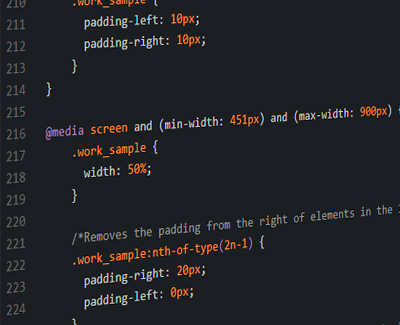 210 .work_sample {
211 padding-left: 10px;
212 padding-right: 10px;
213 }
214 }
215
216 @media screen and (min-width: 451px) and (max-width: 900px) {
217 .work_sample {
218 width: 50%;
219 }
220
221 /*Removes the padding from the right of elements in the
222 .work_sample:nth-of-type(2n-1) {
223 padding-right: 20px;
224 padding-left: 0px;
}